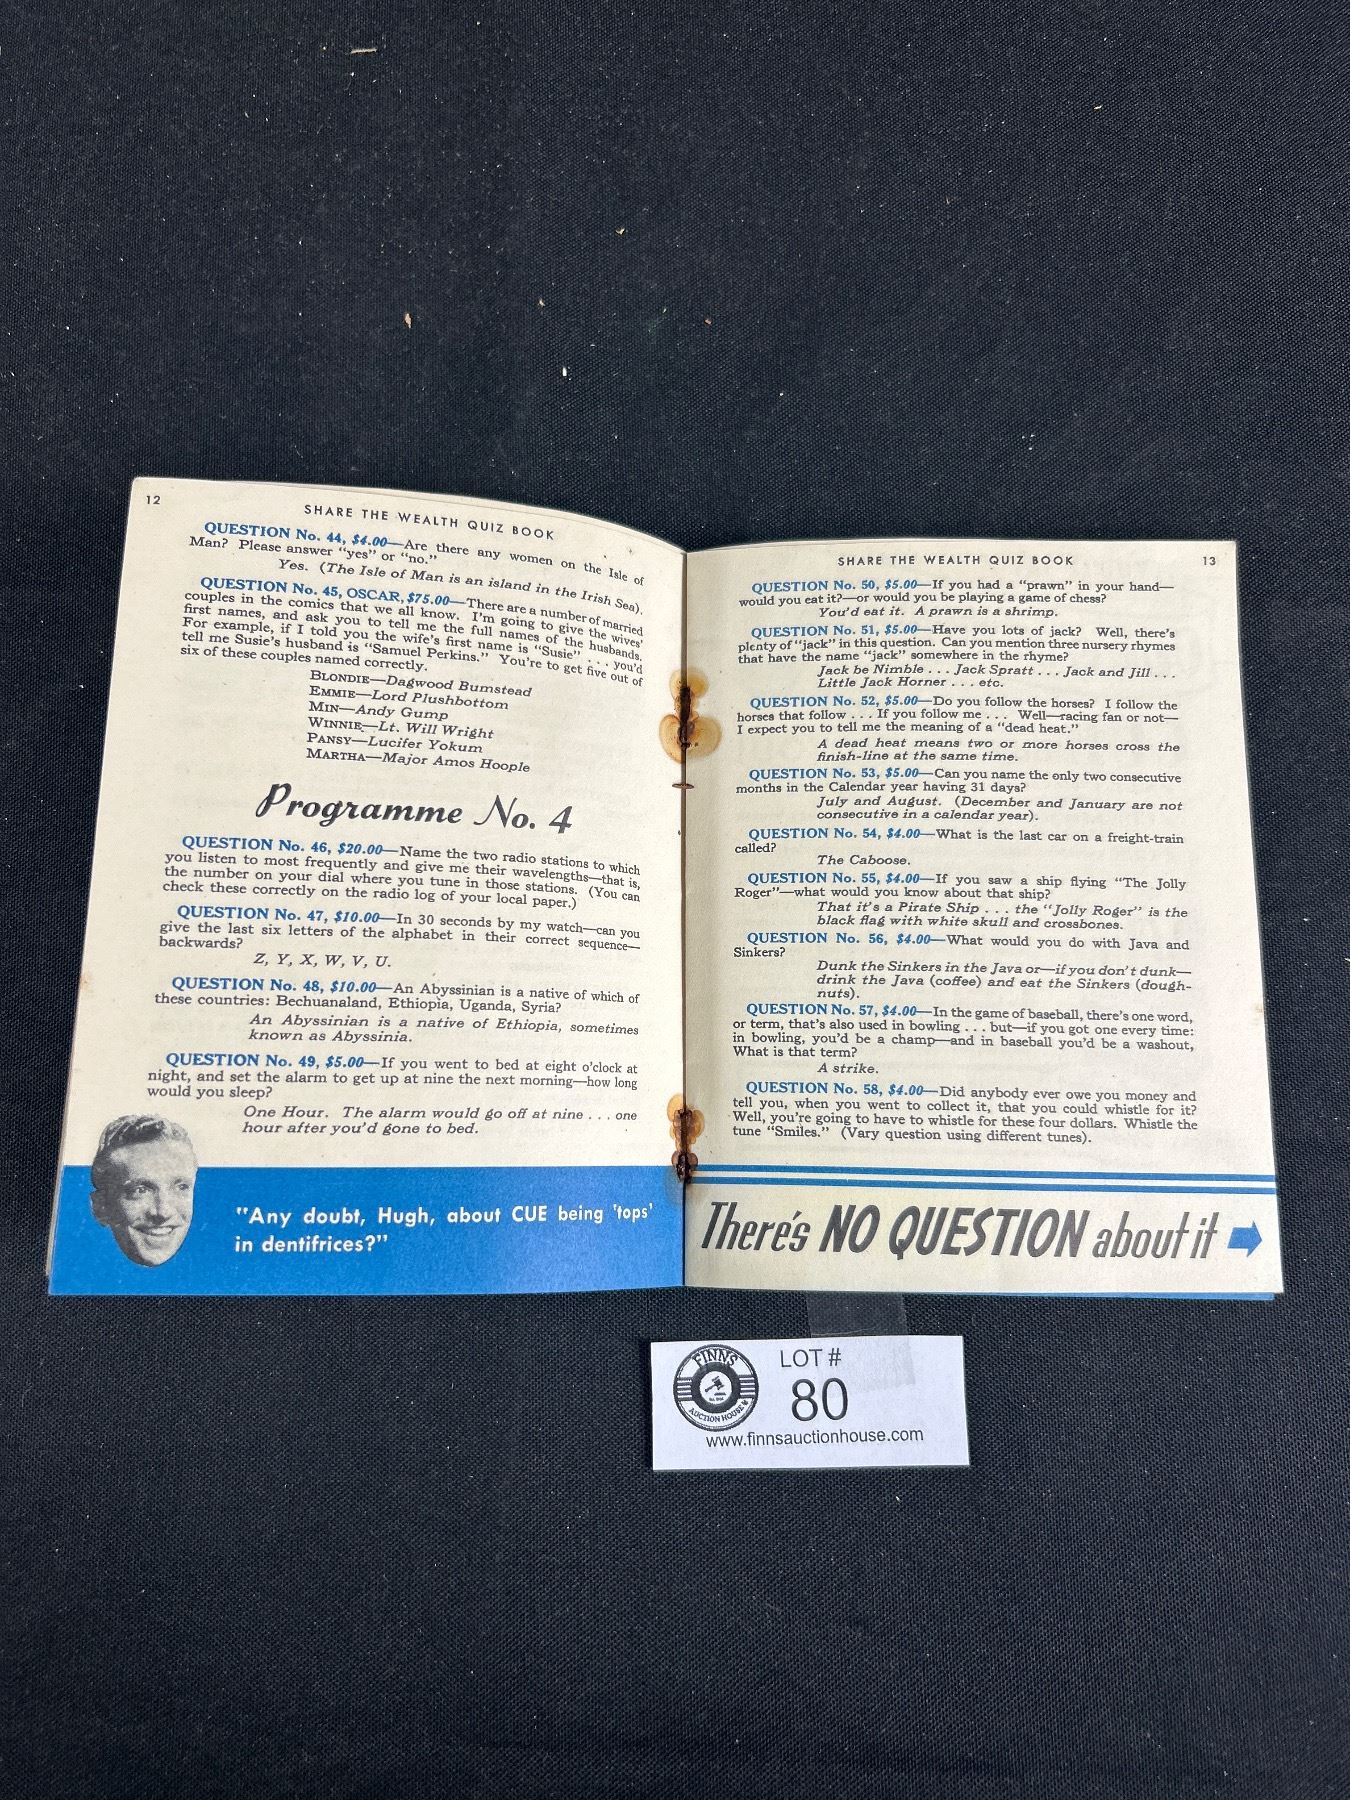 12
SHARE THE WEALTH QUIZ BOOK
QUESTION No. 44, $4.00—Are there any women on the Isle of
Man? Please answer "yes" or "no."
Yes. (The Isle of Man is an island in the Irish Sea).
QUESTION No. 45, OSCAR, $75.00—There are a number of married
couples in the comics that we all know. I'm going to give the wives'
first names, and ask you to tell me the full names of the husbands.
For example, if I told you the wife's first name is "Susie" . . . you'd
tell me Susie's husband is "Samuel Perkins." You're to get five out of
six of these couples named correctly.
BLONDIE—Dagwood Bumstead
EMMIE—Lord Plushbottom
MIN—Andy Gump
WINNIE—Lt. Will Wright
PANSY—Lucifer Yokum
MARTHA—Major Amos Hoople
Programme No. 4
QUESTION No. 46, $20.00—Name the two radio stations to which
you listen to most frequently and give me their wavelengths—that is,
the number on your dial where you tune in those stations. (You can
check these correctly on the radio log of your local paper.)
QUESTION No. 47, $10.00—In 30 seconds by my watch—can you
give the last six letters of the alphabet in their correct sequence—
backwards?
Z, Y, X, W, V, U.
QUESTION No. 48, $10.00—An Abyssinian is a native of which of
these countries: Bechuanaland, Ethiopia, Uganda, Syria?
An Abyssinian is a native of Ethiopia, sometimes
known as Abyssinia.
QUESTION No. 49, $5.00—If you went to bed at eight o'clock at
night, and set the alarm to get up at nine the next morning—how long
would you sleep?
One Hour. The alarm would go off at nine . . . one
hour after you'd gone to bed.
"Any doubt, Hugh, about CUE being 'tops'
in dentifrices?"
SHARE THE WEALTH QUIZ BOOK
13
QUESTION No. 50, $5.00—If you had a "prawn" in your hand—
would you eat it?—or would you be playing a game of chess?
You'd eat it. A prawn is a shrimp.
QUESTION No. 51, $5.00—Have you lots of jack? Well, there's
plenty of "jack" in this question. Can you mention three nursery rhymes
that have the name "jack" somewhere in the rhyme?
Jack be Nimble . . . Jack Spratt . . . Jack and Jill . . .
Little Jack Horner . . . etc.
QUESTION No. 52, $5.00—Do you follow the horses? I follow the
horses that follow . . . If you follow me . . . Well—racing fan or not—
I expect you to tell me the meaning of a "dead heat."
A dead heat means two or more horses cross the
finish-line at the same time.
QUESTION No. 53, $5.00—Can you name the only two consecutive
months in the Calendar year having 31 days?
July and August. (December and January are not
consecutive in a calendar year).
QUESTION No. 54, $4.00—What is the last car on a freight-train
called?
The Caboose.
QUESTION No. 55, $4.00—If you saw a ship flying "The Jolly
Roger"—what would you know about that ship?
That it's a Pirate Ship . . . the "Jolly Roger" is the
black flag with white skull and crossbones.
QUESTION No. 56, $4.00—What would you do with Java and
Sinkers?
Dunk the Sinkers in the Java or—if you don't dunk—
drink the Java (coffee) and eat the Sinkers (dough-
nuts).
QUESTION No. 57, $4.00—In the game of baseball, there's one word,
or term, that's also used in bowling . . . but—if you got one every time:
in bowling, you'd be a champ—and in baseball you'd be a washout,
What is that term?
A strike.
QUESTION No. 58, $4.00—Did anybody ever owe you money and
tell you, when you went to collect it, that you could whistle for it?
Well, you're going to have to whistle for these four dollars. Whistle the
tune "Smiles." (Vary question using different tunes).
There's NO QUESTION about it
FINNS
AUCTION HOUSE
LOT #
80
www.finnsauctionhouse.com